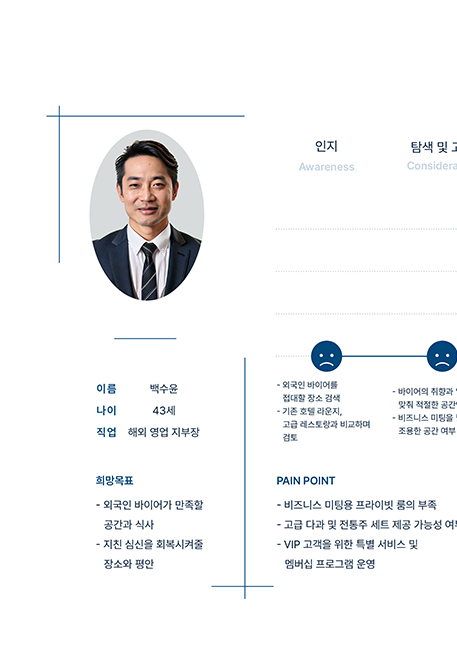 인지
탐색 및 고
Awareness
Considera
- 외국인 바이어를
접대할 장소 검색
- 기존 호텔 라운지,
고급 레스토랑과 비교하며
검토
- 바이어의 취향과
맞춰 적절한 공간
- 비즈니스 미팅을
조용한 공간 여부
이름 백수윤
나이 43세
직업 해외 영업 지부장
희망목표
- 외국인 바이어가 만족할
공간과 식사
- 지친 심신을 회복시켜줄
장소와 평안
PAIN POINT
- 비즈니스 미팅용 프라이빗 룸의 부족
- 고급 다과 및 전통주 세트 제공 가능성 여부
- VIP 고객을 위한 특별 서비스 및
멤버십 프로그램 운영